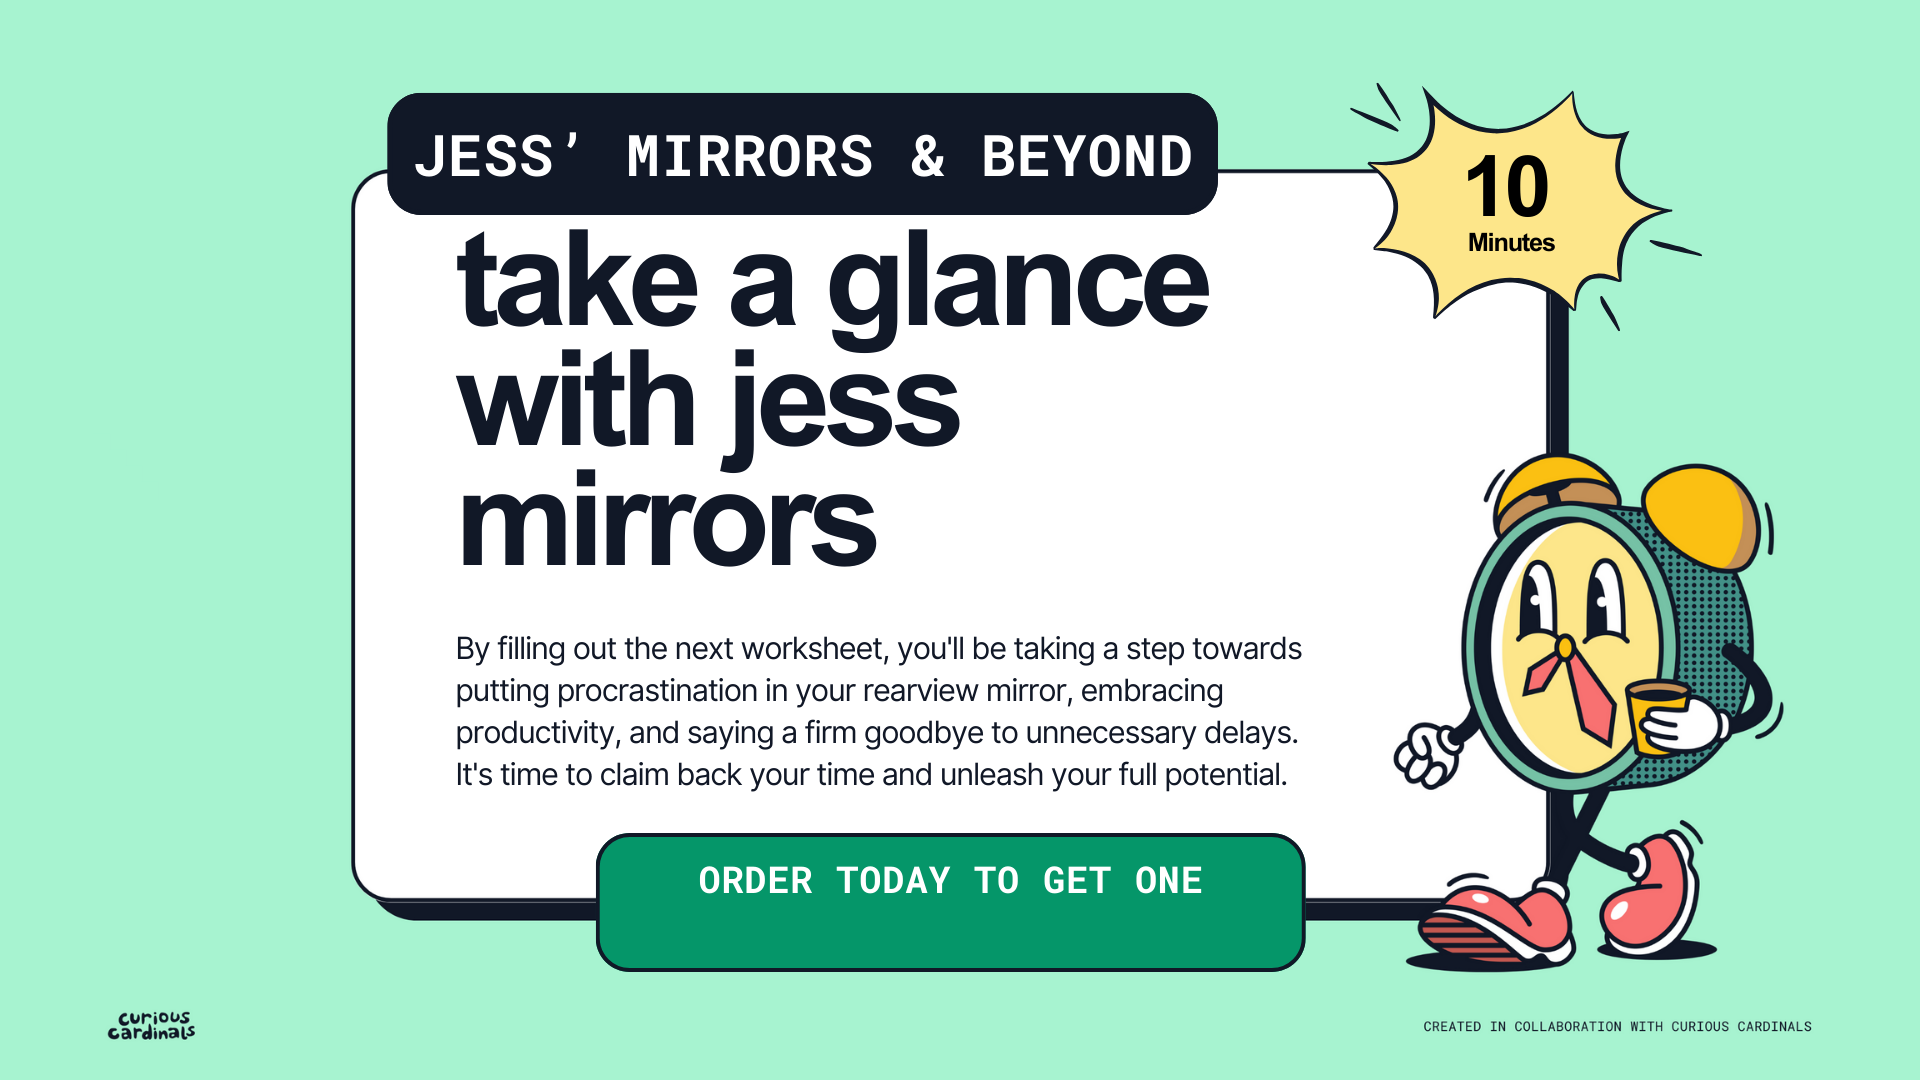 JESS’ MIRRORS & BEYOND
10
Minutes
take a glance
with jess
mirrors
By filling out the next worksheet, you'll be taking a step towards
putting procrastination in your rearview mirror, embracing
productivity, and saying a firm goodbye to unnecessary delays.
It's time to claim back your time and unleash your full potential.
ORDER TODAY TO GET ONE
curious
cardinals
CREATED IN COLLABORATION WITH CURIOUS CARDINALS